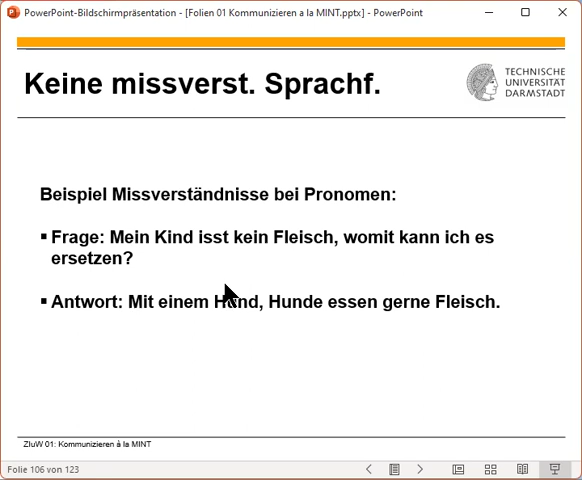 PowerPoint-Bildschirmpräsentation - [Folien 01 Kommunizieren a la MINT.pptx] - PowerPoint
Keine missverst. Sprachf.
TECHNISCHE
UNIVERSITÄT
DARMSTADT
Beispiel Missverständnisse bei Pronomen:
▪ Frage: Mein Kind isst kein Fleisch, womit kann ich es
ersetzen?
▪ Antwort: Mit einem Hund, Hunde essen gerne Fleisch.
ZIuW 01: Kommunizieren à la MINT
Folie 106 von 123